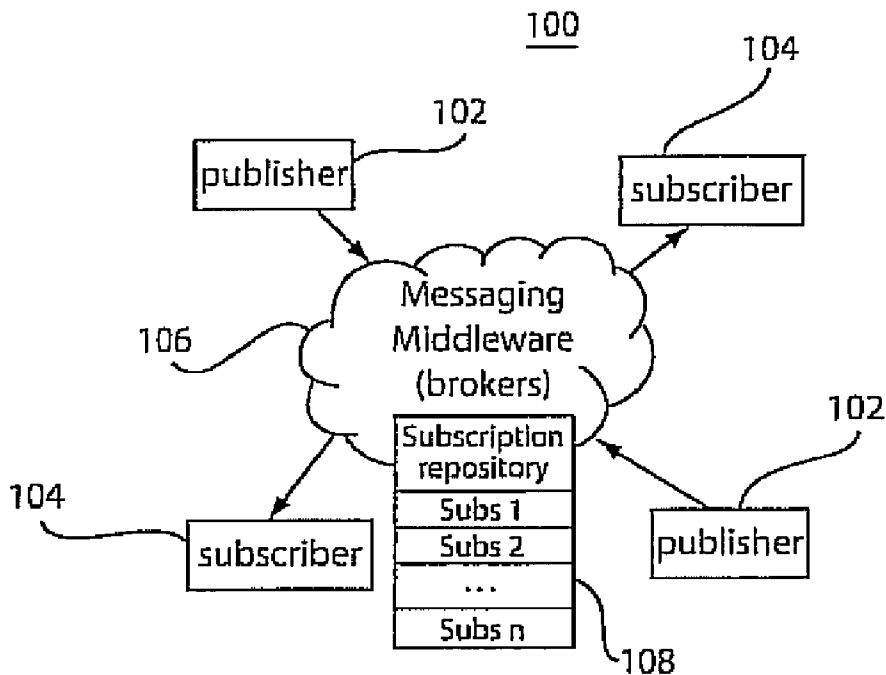 100
104
102
publisher
subscriber
Messaging
Middleware
(brokers)
106
Subscription
repository
102
104
Subs 1
subscriber
Subs 2
publisher
...
Subs n
108